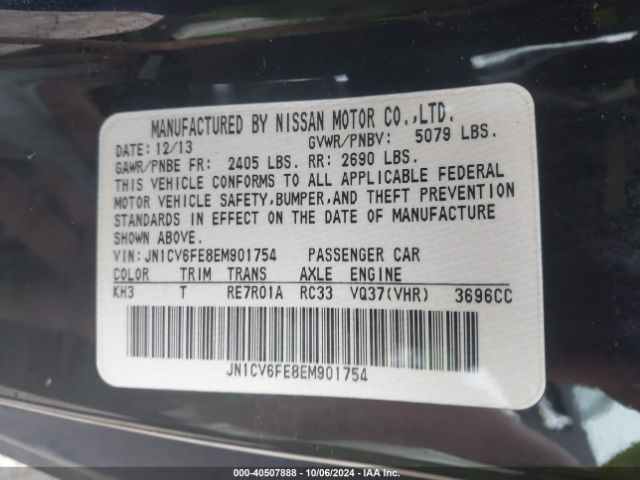 MANUFACTURED BY NISSAN MOTOR CO.,LTD.
DATE: 12/13 GVWR/PNBV: 5079 LBS.
GAWR/PNBE FR: 2405 LBS. RR: 2690 LBS.
THIS VEHICLE CONFORMS TO ALL APPLICABLE FEDERAL
MOTOR VEHICLE SAFETY,BUMPER,AND THEFT PREVENTION
STANDARDS IN EFFECT ON THE DATE OF MANUFACTURE
SHOWN ABOVE.
VIN:JN1CV6FE8EM901754 PASSENGER CAR
COLOR TRIM TRANS AXLE ENGINE
KH3 T RE7R01A RC33 VQ37(VHR) 3696CC
JN1CV6FE8EM901754
000-40507888 - 10/06/2024 - IAA Inc.